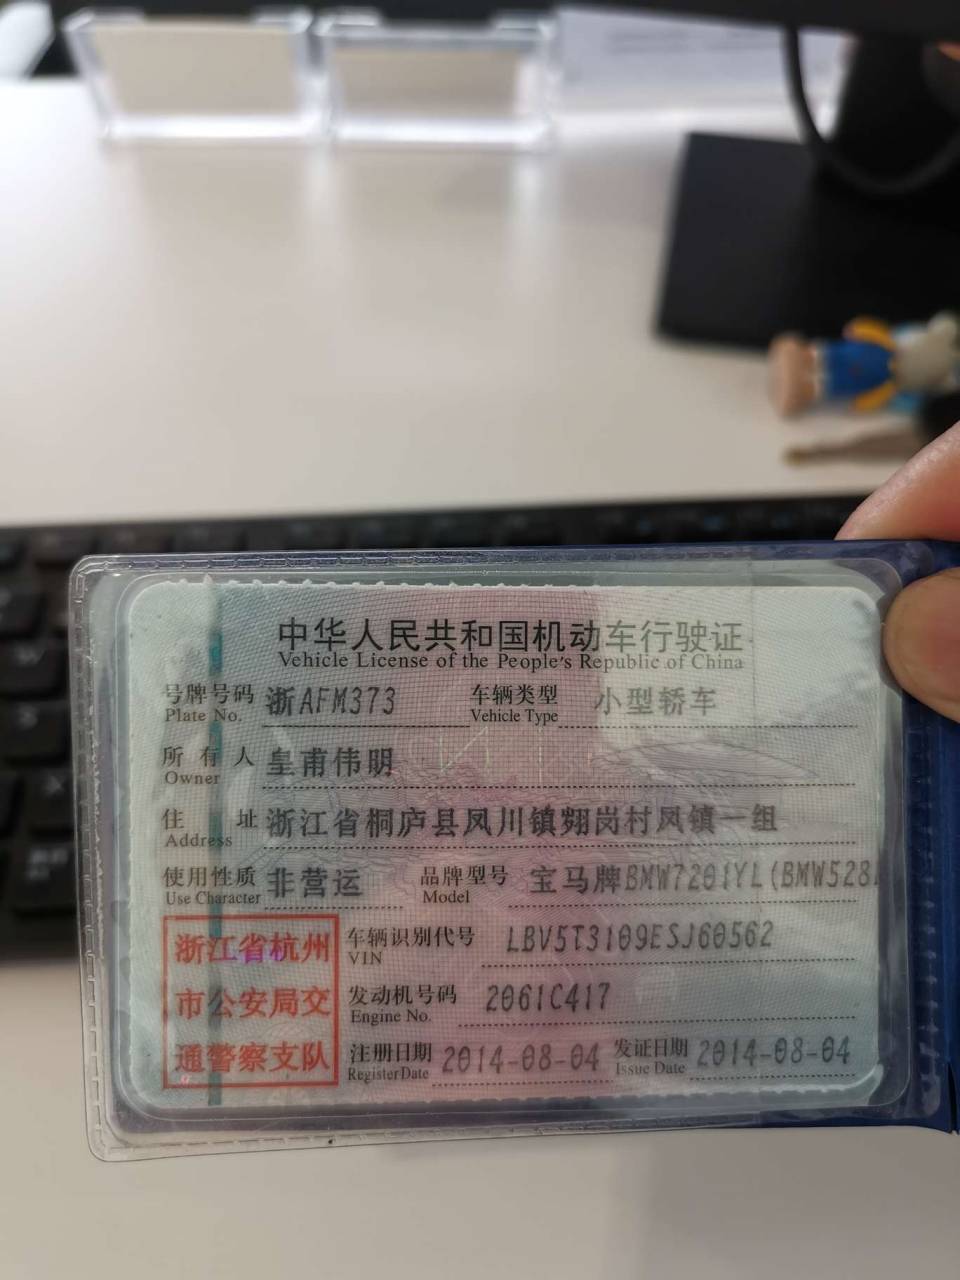 中华人民共和国机动车行驶证
Vehicle License of the People's Republic of China
号牌号码 浙AFM373 车辆类型 小型轿车
Plate No. Vehicle Type
所有人 皇甫伟明
Owner
住址 浙江省桐庐县凤川镇翙岗村凤镇一组
Address
使用性质 非营运 品牌型号 宝马牌BMW7201YL(BMW528
Use Character Model
浙江省杭州
市公安局交
通警察支队
车辆识别代号 LBV5T3109ESJ60562
VIN
发动机号码 2061C417
Engine No.
注册日期 2014-08-04 发证日期 2014-08-04
Register Date Issue Date